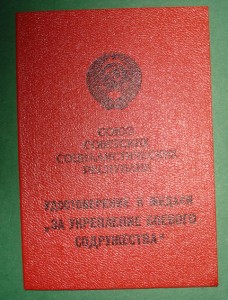 СОЮЗ
СОВЕТСКИХ
СОЦИАЛИСТИЧЕСКИХ
РЕСПУБЛИК
УДОСТОВЕРЕНИЕ К МЕДАЛИ
„ЗА УКРЕПЛЕНИЕ БОЕВОГО
СОДРУЖЕСТВА“